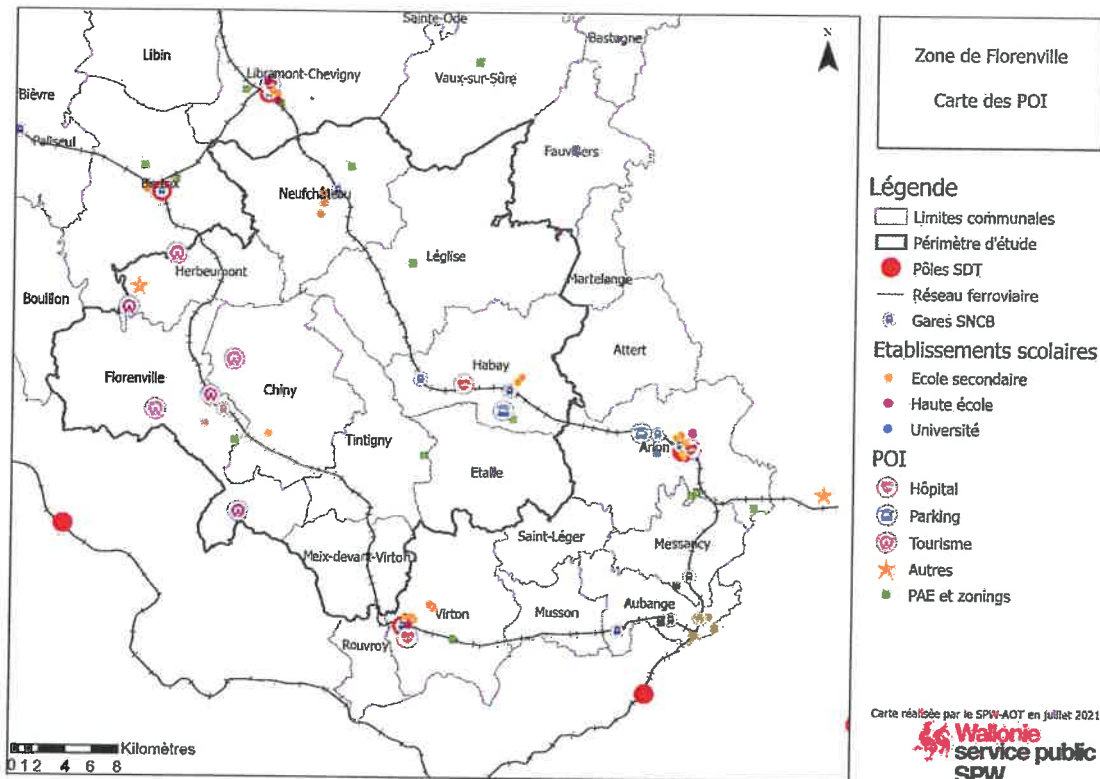 Sainte-Ode
Bastogne
Libin
Libramont-Chevigny
Vaux-sur-Sûre
Bièvre
Paliseul
Fauvillers
Bertrix
Neufchâteau
Léglise
Herbeumont
Martelange
Bouillon
Attert
Habay
Florenville
Chiny
Tintigny
Arlon
Etalle
Saint-Léger
Messancy
Meix-devant-Virton
Aubange
Virton
Musson
Rouvroy
N
Kilomètres
0 1 2 4 6 8
Zone de Florenville
Carte des POI
Légende
Limites communales
Périmètre d'étude
Pôles SDT
Réseau ferroviaire
Gares SNCB
Etablissements scolaires
Ecole secondaire
Haute école
Université
POI
Hôpital
Parking
Tourisme
Autres
PAE et zonings
Carte réalisée par le SPW-AOT en juillet 2021
Wallonie
service public
SPW